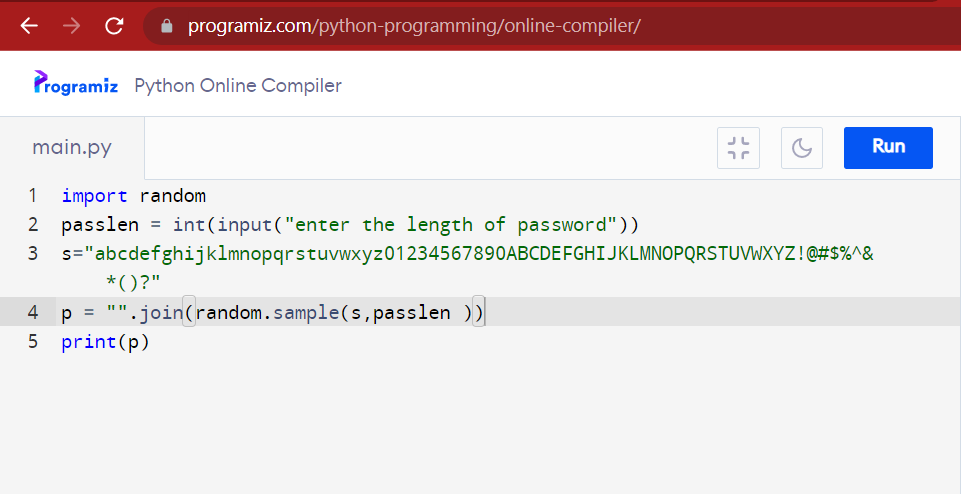 programiz.com/python-programming/online-compiler/
Programiz Python Online Compiler
main.py
Run
1 import random
2 passlen = int(input("enter the length of password"))
3 s="abcdefghijklmnopqrstuvwxyz01234567890ABCDEFGHIJKLMNOPQRSTUVWXYZ!@#$%^&
*()?"
4 p = "".join(random.sample(s,passlen ))
5 print(p)